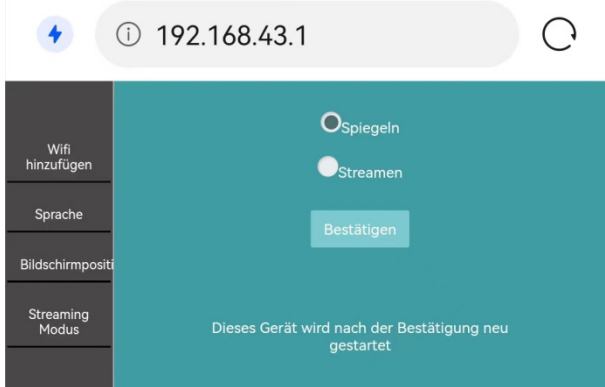 192.168.43.1
Wifi
hinzufügen
Sprache
Bildschirmpositi
Streaming
Modus
Spiegeln
Streamen
Bestätigen
Dieses Gerät wird nach der Bestätigung neu
gestartet